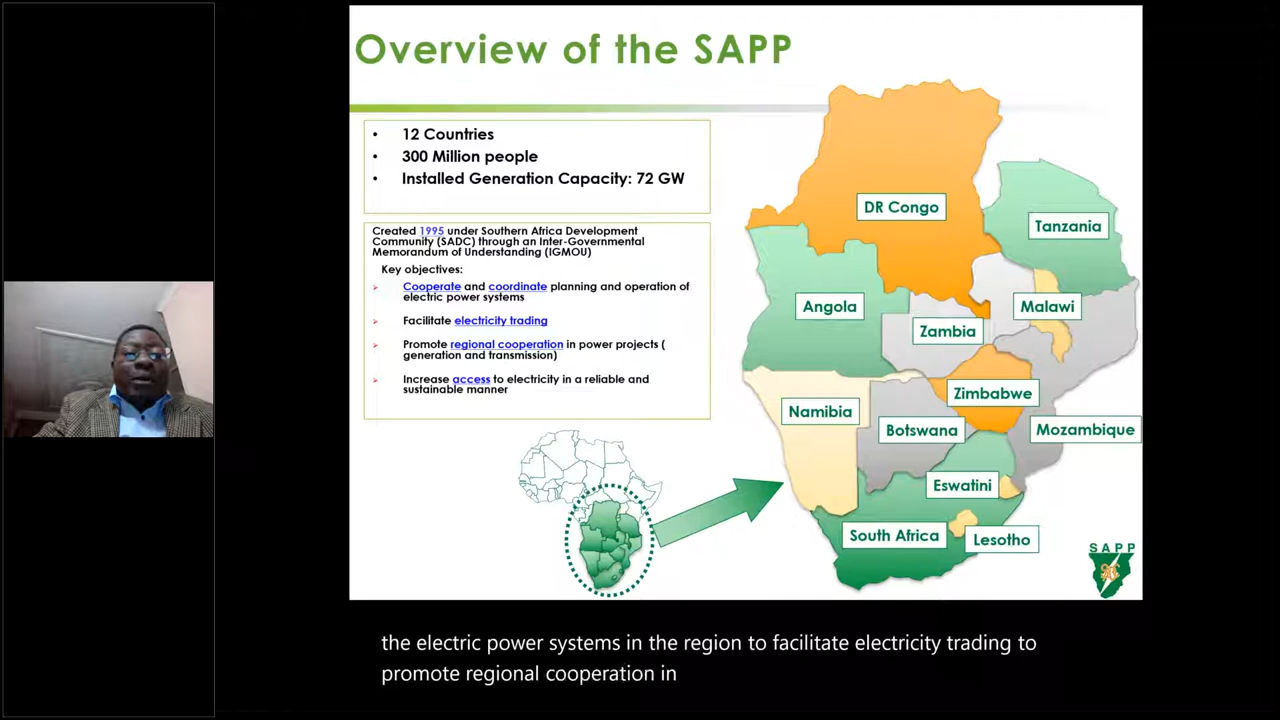 Overview of the SAPP
• 12 Countries
• 300 Million people
• Installed Generation Capacity: 72 GW
Created 1995 under Southern Africa Development
Community (SADC) through an Inter-Governmental
Memorandum of Understanding (IGMOU)
Key objectives:
➢ Cooperate and coordinate planning and operation of
electric power systems
➢ Facilitate electricity trading
➢ Promote regional cooperation in power projects (
generation and transmission)
➢ Increase access to electricity in a reliable and
sustainable manner
DR Congo
Tanzania
Angola
Malawi
Zambia
Zimbabwe
Namibia
Botswana
Mozambique
Eswatini
South Africa
Lesotho
SAPP
the electric power systems in the region to facilitate electricity trading to
promote regional cooperation in